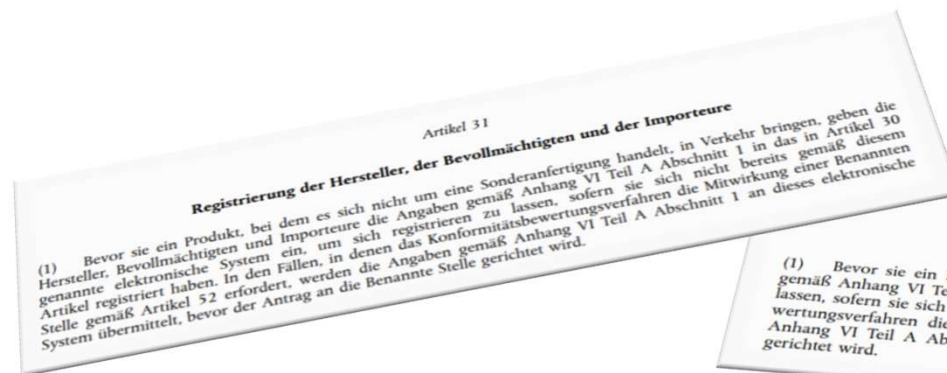 Artikel 31
Registrierung der Hersteller, der Bevollmächtigten und der Importeure
(1) Bevor sie ein Produkt, bei dem es sich nicht um eine Sonderanfertigung handelt, in Verkehr bringen, geben die
Hersteller, Bevollmächtigten und Importeure die Angaben gemäß Anhang VI Teil A Abschnitt 1 in das in Artikel 30
genannte elektronische System ein, um sich registrieren zu lassen, sofern sie sich nicht bereits gemäß diesem
Artikel registriert haben. In den Fällen, in denen das Konformitätsbewertungsverfahren die Mitwirkung einer Benannten
Stelle gemäß Artikel 52 erfordert, werden die Angaben gemäß Anhang VI Teil A Abschnitt 1 an dieses elektronische
System übermittelt, bevor der Antrag an die Benannte Stelle gerichtet wird.
(1) Bevor sie ein
gemäß Anhang VI Te
lassen, sofern sie sich
wertungsverfahren die
Anhang VI Teil A Ab
gerichtet wird.